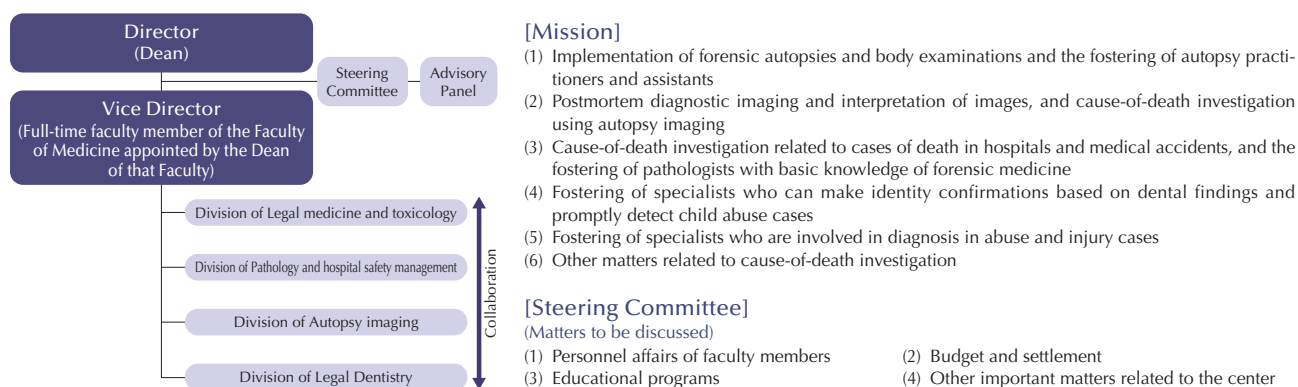 Director
(Dean)
Steering
Committee
Advisory
Panel
Vice Director
(Full-time faculty member of the Faculty
of Medicine appointed by the Dean
of that Faculty)
Division of Legal medicine and toxicology
Division of Pathology and hospital safety management
Division of Autopsy imaging
Division of Legal Dentistry
Collaboration
[Mission]
(1) Implementation of forensic autopsies and body examinations and the fostering of autopsy practi-
tioners and assistants
(2) Postmortem diagnostic imaging and interpretation of images, and cause-of-death investigation
using autopsy imaging
(3) Cause-of-death investigation related to cases of death in hospitals and medical accidents, and the
fostering of pathologists with basic knowledge of forensic medicine
(4) Fostering of specialists who can make identity confirmations based on dental findings and
promptly detect child abuse cases
(5) Fostering of specialists who are involved in diagnosis in abuse and injury cases
(6) Other matters related to cause-of-death investigation
[Steering Committee]
(Matters to be discussed)
(1) Personnel affairs of faculty members (2) Budget and settlement
(3) Educational programs (4) Other important matters related to the center